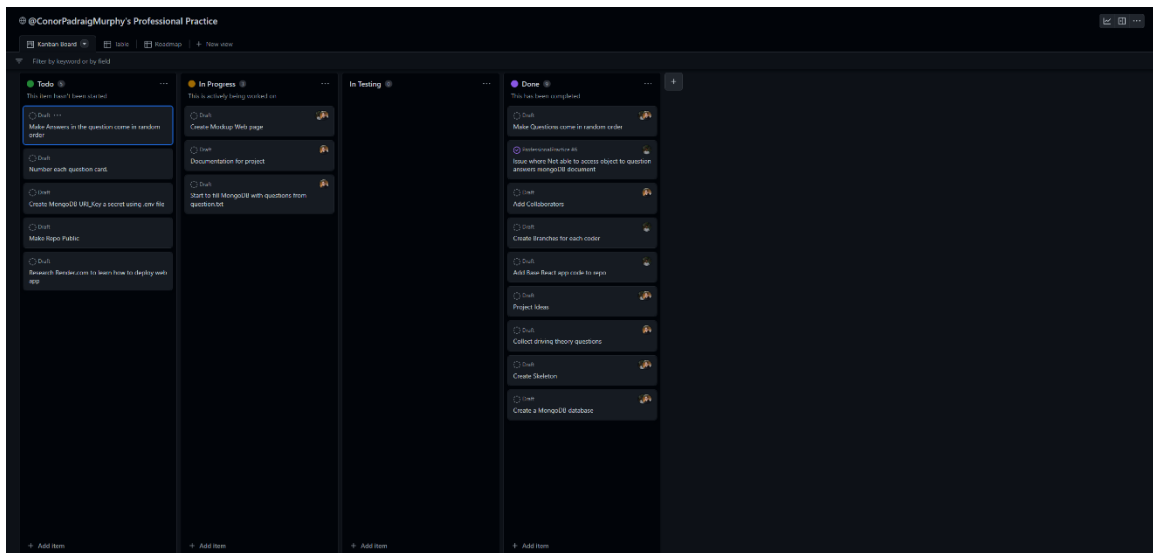 @ConorPadraigMurphy's Professional Practice
Kanban Board
Table
Roadmap
+ New view
Filter by keyword or by field
Todo 5
This item hasn't been started
Draft ...
Make Answers in the question come in random
order
Draft
Number each question card.
Draft
Create MongoDB URI_Key a secret using .env file
Draft
Make Repo Public
Draft
Research Render.com to learn how to deploy web
app
+ Add item
In Progress 3
This is actively being worked on
Draft
Create Mockup Web page
Draft
Documentation for project
Draft
Start to fill MongoDB with questions from
question.txt
+ Add item
In Testing 0
+ Add item
Done 9
This has been completed
Draft
Make Questions come in random order
ProfessionalPractice
Issue where Not able to access object to question
answers mongoDB document
Draft
Add Collaborators
Draft
Create Branches for each coder
Draft
Add Base React app code to repo
Draft
Project Ideas
Draft
Collect driving theory questions
Draft
Create Skeleton
Draft
Create a MongoDB database
+ Add item
+